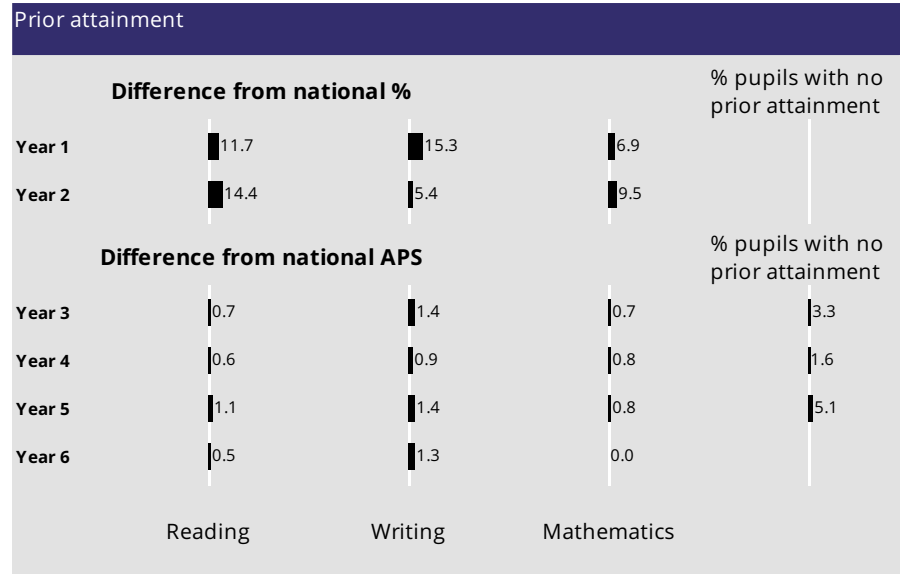 Prior attainment
Difference from national %
% pupils with no
prior attainment
Year 1 11.7 15.3 6.9
Year 2 14.4 5.4 9.5
Difference from national APS
% pupils with no
prior attainment
Year 3 0.7 1.4 0.7 3.3
Year 4 0.6 0.9 0.8 1.6
Year 5 1.1 1.4 0.8 5.1
Year 6 0.5 1.3 0.0
Reading Writing Mathematics